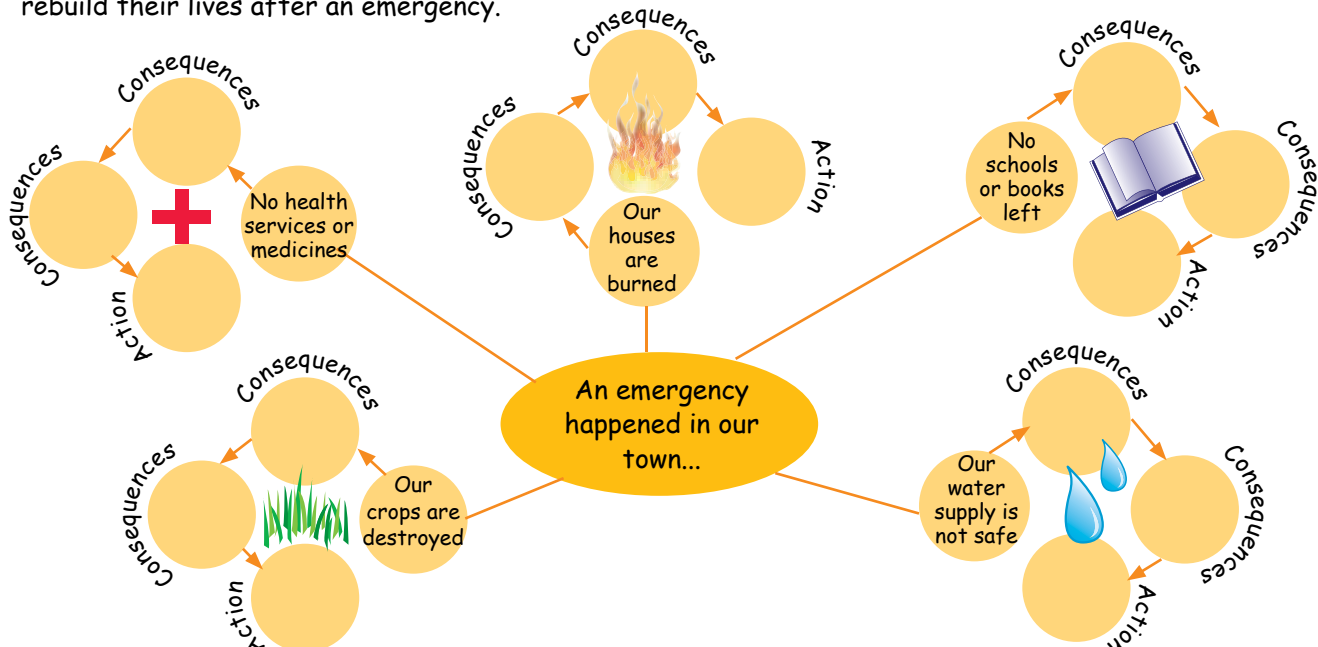 rebuild their lives after an emergency.
Consequences
Consequences
Action
No health
services or
medicines
Consequences
Consequences
Action
Our
houses
are
burned
Consequences
Consequences
Action
No
schools
or books
left
An emergency
happened in our
town...
Consequences
Consequences
Action
Our
crops are
destroyed
Consequences
Consequences
Action
Our
water
supply is
not safe